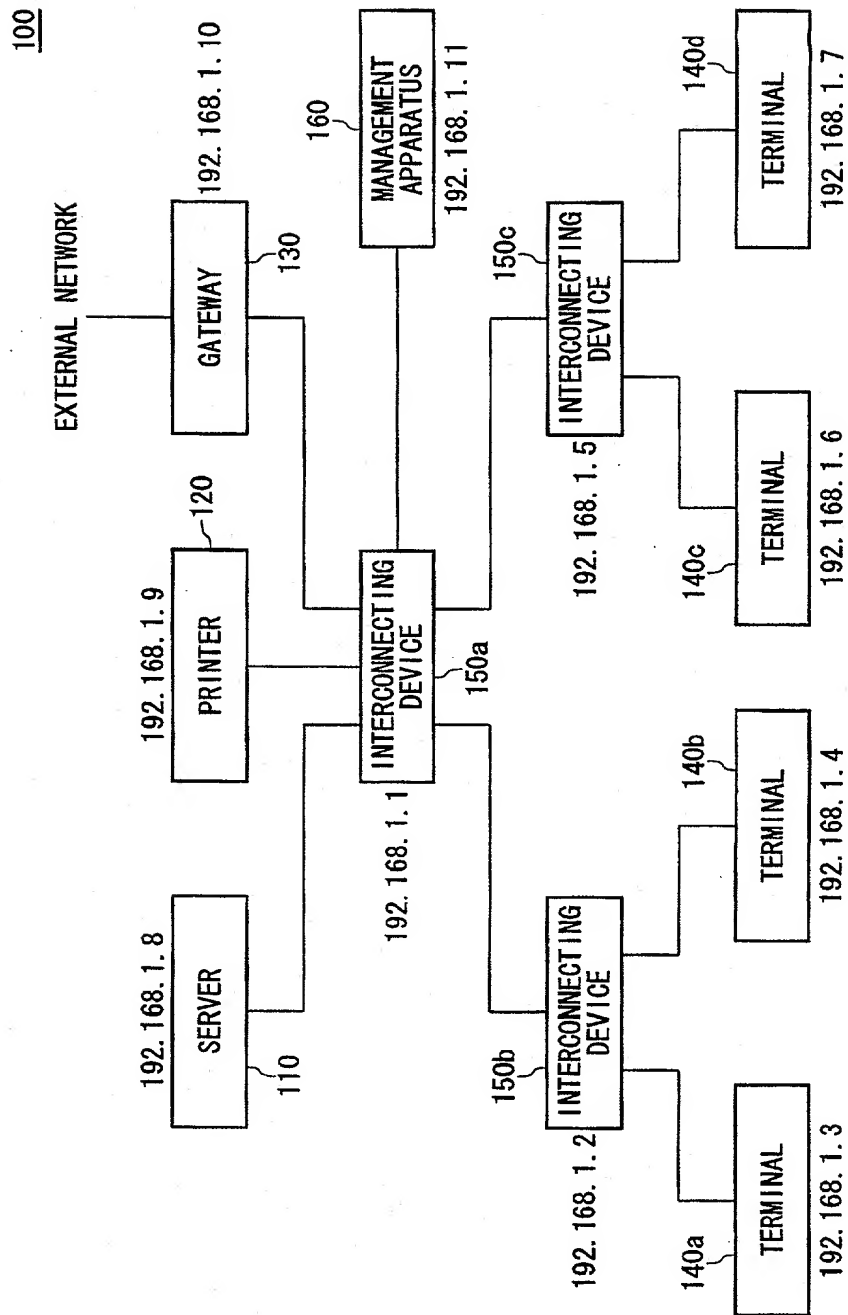 100
EXTERNAL NETWORK
192. 168. 1. 8
SERVER
110
192. 168. 1. 9
PRINTER
120
GATEWAY
130
192. 168. 1. 10
INTERCONNECTING
DEVICE
150a
192. 168. 1. 1
160
MANAGEMENT
APPARATUS
192. 168. 1. 11
150b
INTERCONNECTING
DEVICE
192. 168. 1. 2
150c
INTERCONNECTING
DEVICE
192. 168. 1. 5
140a
TERMINAL
192. 168. 1. 3
140b
TERMINAL
192. 168. 1. 4
140c
TERMINAL
192. 168. 1. 6
140d
TERMINAL
192. 168. 1. 7